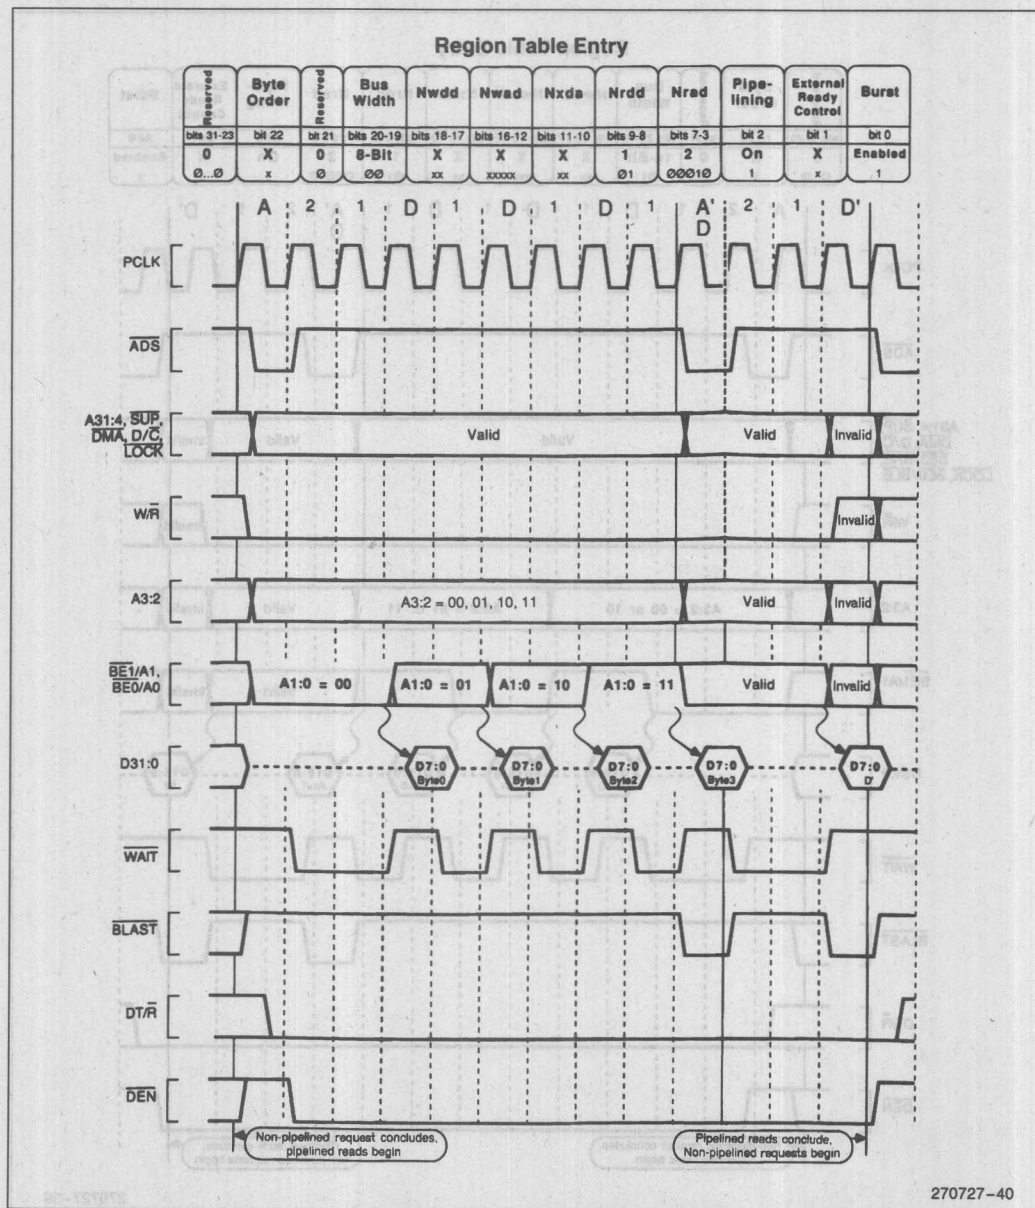 Region Table Entry
Reserved
Byte Order
Reserved
Bus Width
Nwdd
Nwad
Nxda
Nrdd
Nrad
Pipe-lining
External Ready Control
Burst
bits 31-23 bit 22 bit 21 bits 20-19 bits 18-17 bits 16-12 bits 11-10 bits 9-8 bits 7-3 bit 2 bit 1 bit 0
0 X 0 8-Bit X X X 1 2 On X Enabled
Ø...Ø x Ø ØØ xx xxxxx xx Ø1 ØØØ1Ø 1 x 1
A 2 1 D 1 D 1 D 1 A' 2 1 D'
D
PCLK
ADS
A31:4, SUP,
DMA, D/C,
LOCK
Valid Valid Invalid
W/R
Invalid
A3:2
A3:2 = 00, 01, 10, 11 Valid Invalid
BE1/A1,
BE0/A0
A1:0 = 00 A1:0 = 01 A1:0 = 10 A1:0 = 11 Valid Invalid
D31:0
D7:0 D7:0 D7:0 D7:0 D7:0
Byte0 Byte1 Byte2 Byte3 D'
WAIT
BLAST
DT/R
DEN
Non-pipelined request concludes,
pipelined reads begin
Pipelined reads conclude,
Non-pipelined requests begin
270727-40